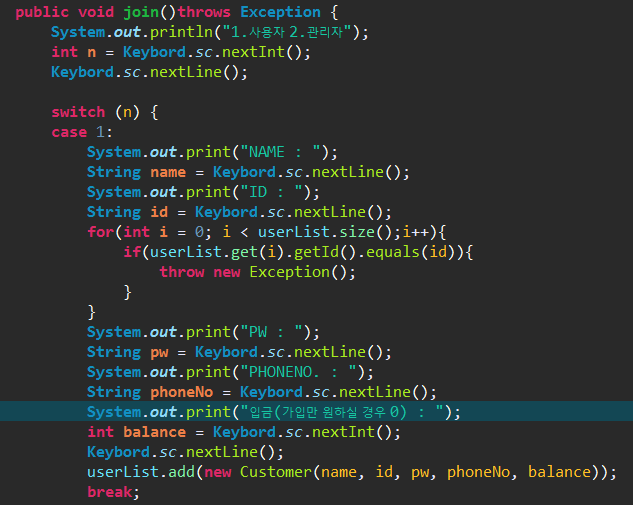 public void join()throws Exception {
System.out.println("1.사용자 2.관리자");
int n = Keybord.sc.nextInt();
Keybord.sc.nextLine();
switch (n) {
case 1:
System.out.print("NAME : ");
String name = Keybord.sc.nextLine();
System.out.print("ID : ");
String id = Keybord.sc.nextLine();
for(int i = 0; i < userList.size();i++){
if(userList.get(i).getId().equals(id)){
throw new Exception();
}
}
System.out.print("PW : ");
String pw = Keybord.sc.nextLine();
System.out.print("PHONENO. : ");
String phoneNo = Keybord.sc.nextLine();
System.out.print("입금(가입만 원하실 경우 0) : ");
int balance = Keybord.sc.nextInt();
Keybord.sc.nextLine();
userList.add(new Customer(name, id, pw, phoneNo, balance));
break;